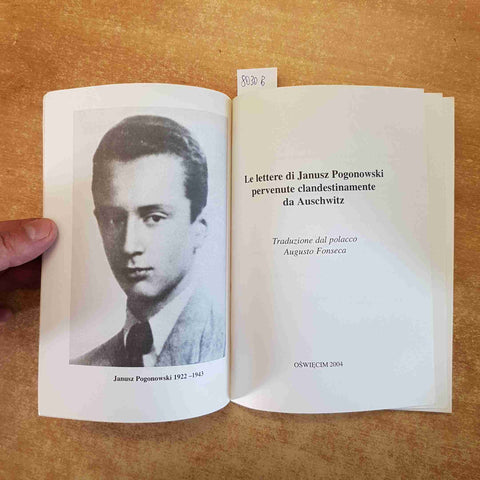 8030 B
Janusz Pogonowski 1922 –1943
Le lettere di Janusz Pogonowski
pervenute clandestinamente
da Auschwitz
Traduzione dal polacco
Augusto Fonseca
OŚWIĘCIM 2004